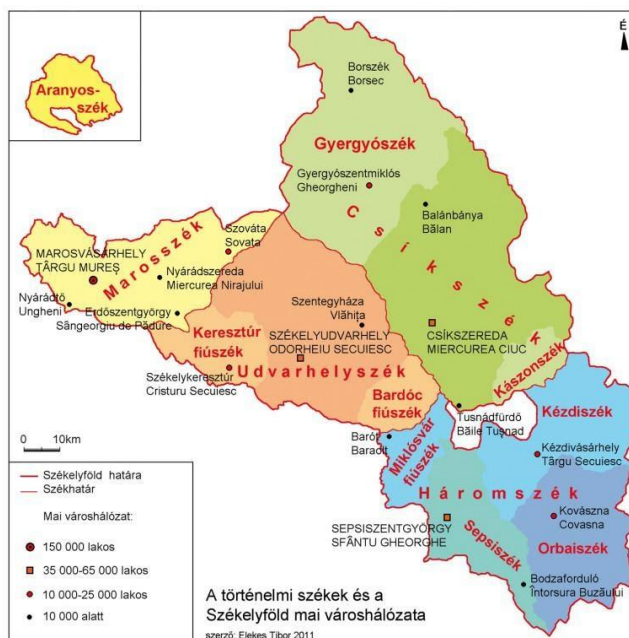 É
Aranyos-
szék
Borszék
Borsec
Gyergyószék
Gyergyószentmiklós
Gheorgheni
Csíkszék
Balánbánya
Bălan
Szováta
Sovata
Marosszék
MAROSVÁSÁRHELY
TÂRGU MUREȘ
Nyárádszereda
Miercurea Nirajului
Nyárádtő
Ungheni
Erdőszentgyörgy
Sângeorgiu de Pădure
Szentegyháza
Vlăhița
Keresztúr
fiúszék
SZÉKELYUDVARHELY
ODORHEIU SECUIESC
CSÍKSZEREDA
MIERCUREA CIUC
Kászonszék
Udvarhelyszék
Székelykeresztúr
Cristuru Secuiesc
Bardóc
fiúszék
Tusnádfürdő
Băile Tușnad
Kézdiszék
Barót
Baraolt
Miklósvár
fiúszék
Kézdivásárhely
Târgu Secuiesc
Háromszék
SEPSISZENTGYÖRGY
SFÂNTU GHEORGHE
Kovászna
Covasna
Sepsiszék
Orbaiszék
Bodzaforduló
Întorsura Buzăului
0 10km
Székelyföld határa
Székhatár
Mai városhálózat:
150 000 lakos
35 000-65 000 lakos
10 000-25 000 lakos
10 000 alatt
A történelmi székek és a
Székelyföld mai városhálózata
szerző: Elekes Tibor 2011